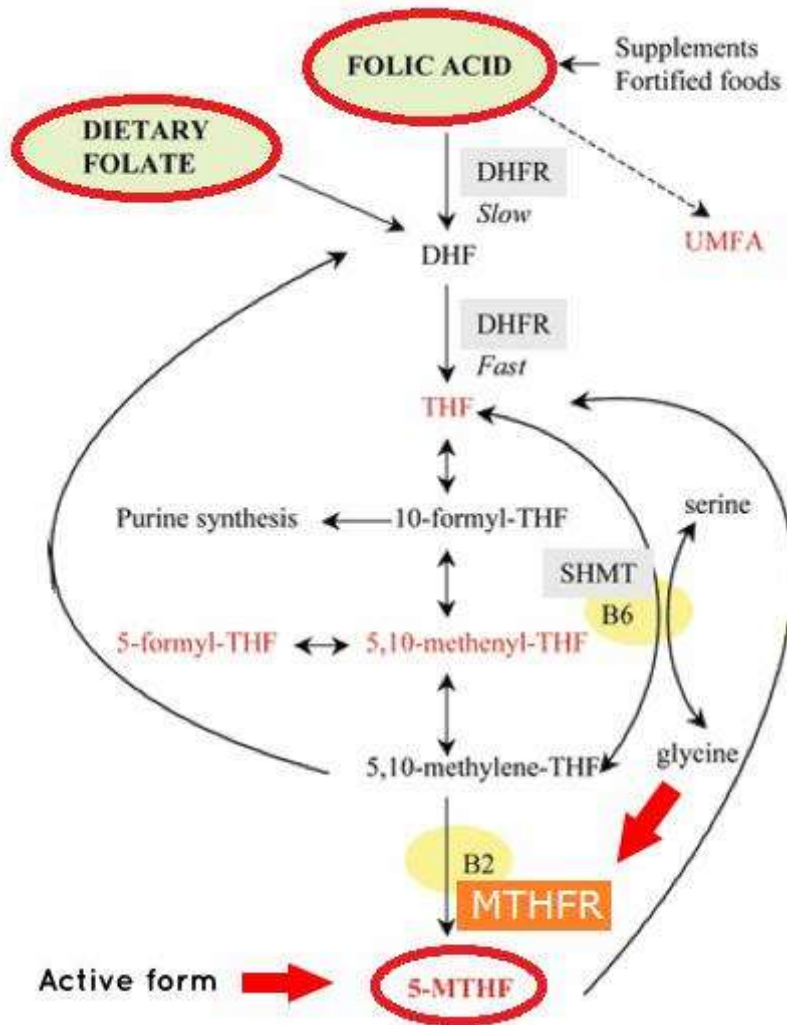 FOLIC ACID
Supplements
Fortified foods
DIETARY
FOLATE
DHFR
Slow
UMFA
DHF
DHFR
Fast
THF
Purine synthesis
10-formyl-THF
serine
SHMT
B6
5-formyl-THF
5,10-methenyl-THF
5,10-methylene-THF
glycine
B2
MTHFR
Active form
5-MTHF